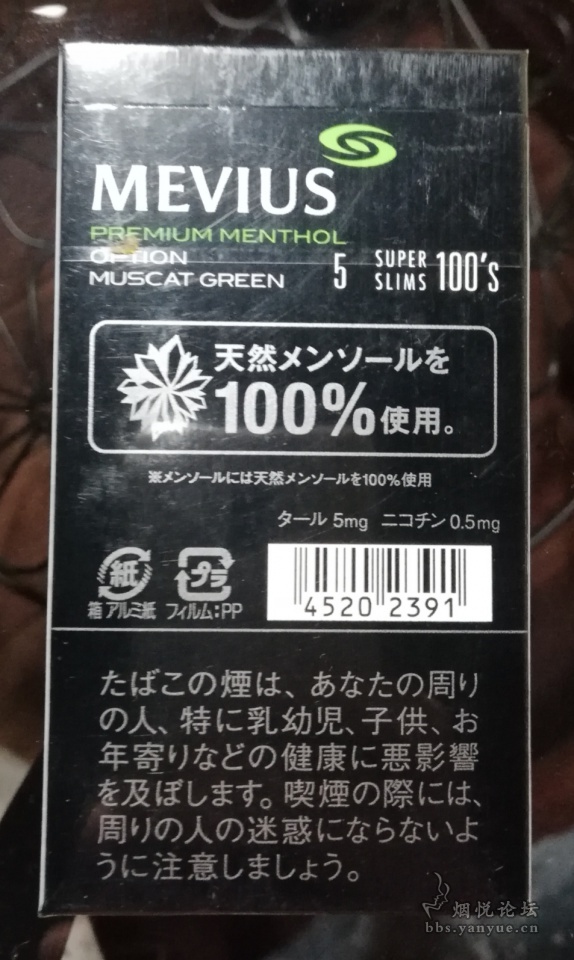 MEVIUS
PREMIUM MENTHOL
OPTION
MUSCAT GREEN 5 SUPER SLIMS 100's
天然メンソールを
100%使用。
※メンソールには天然メンソールを100%使用
タール 5mg ニコチン 0.5mg
紙 プラ
箱 アルミ紙 フィルム:PP
4520 2391
たばこの煙は、あなたの周り
の人、特に乳幼児、子供、お
年寄りなどの健康に悪影響
を及ぼします。喫煙の際には、
周りの人の迷惑にならないよ
うに注意しましょう。
烟悦论坛
bbs.yanyue.cn